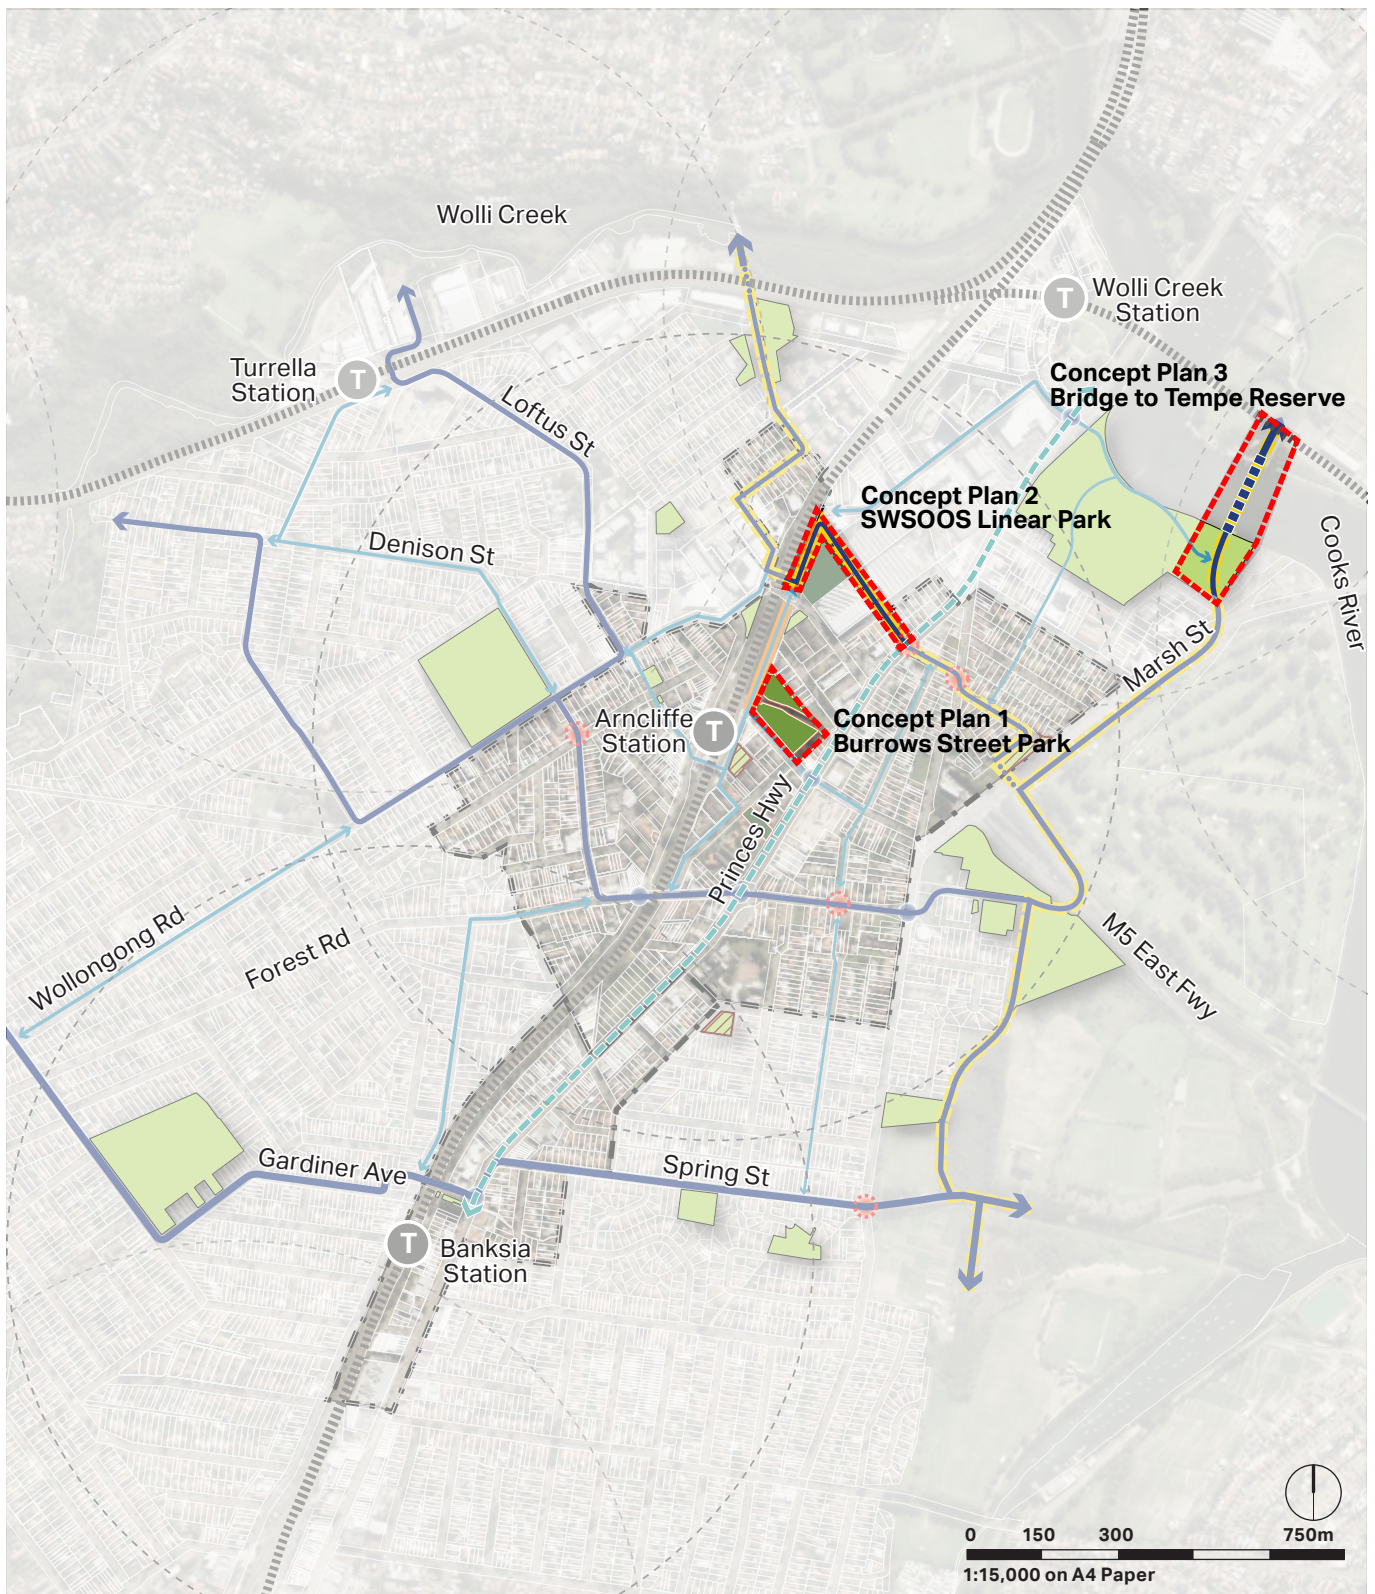 Wolli Creek
T
Wolli Creek
Station
Turrella
Station
T
Concept Plan 3
Bridge to Tempe Reserve
Loftus St
Concept Plan 2
SWSOOS Linear Park
Denison St
Cooks River
Marsh St
Arncliffe
Station
T
Concept Plan 1
Burrows Street Park
Princes Hwy
Wollongong Rd
Forest Rd
M5 East Fwy
Gardiner Ave
Spring St
T
Banksia
Station
0 150 300 750m
1:15,000 on A4 Paper